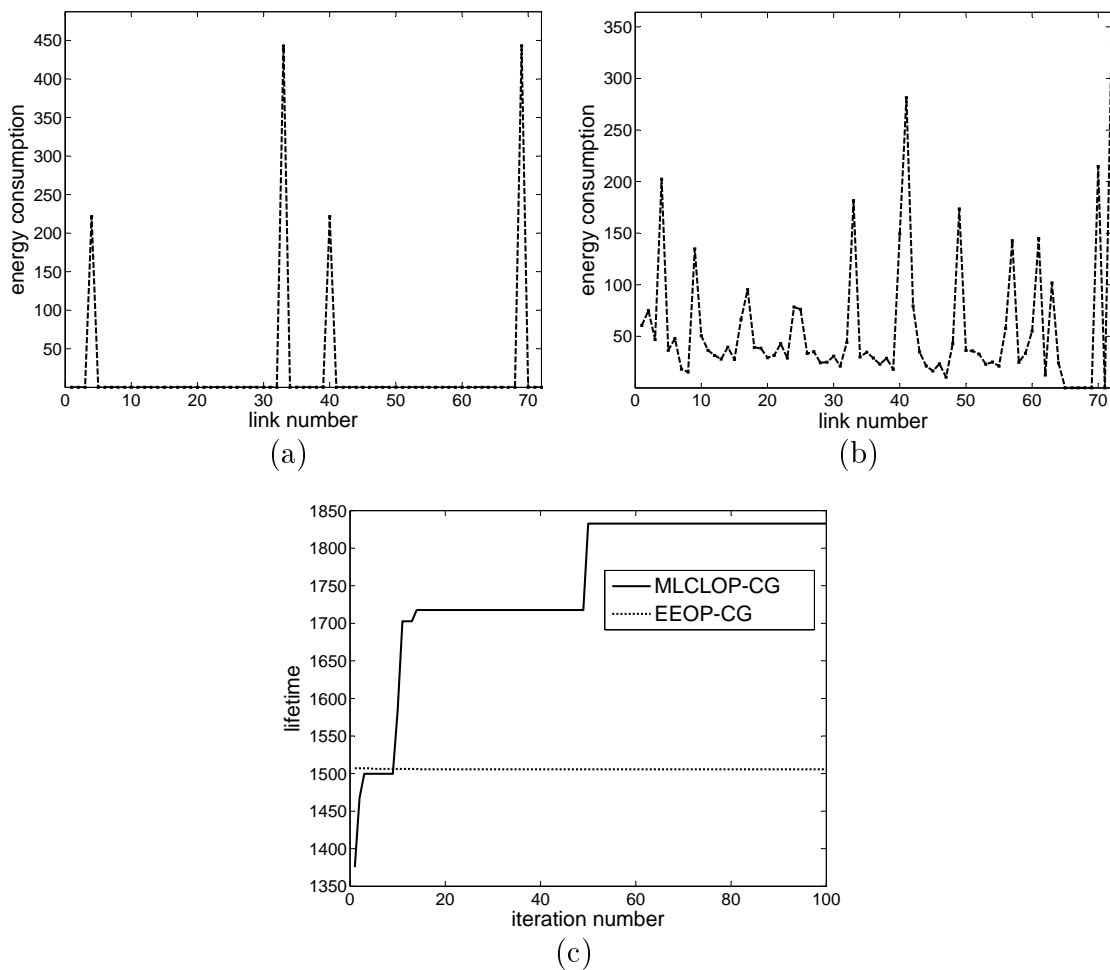 450
400
350
300
250
200
150
100
50
energy consumption
0 10 20 30 40 50 60 70
link number
(a)
350
300
250
200
150
100
50
energy consumption
0 10 20 30 40 50 60 70
link number
(b)
1850
1800
1750
1700
1650
1600
1550
1500
1450
1400
1350
lifetime
MLCLOP-CG
EEOP-CG
0 20 40 60 80 100
iteration number
(c)